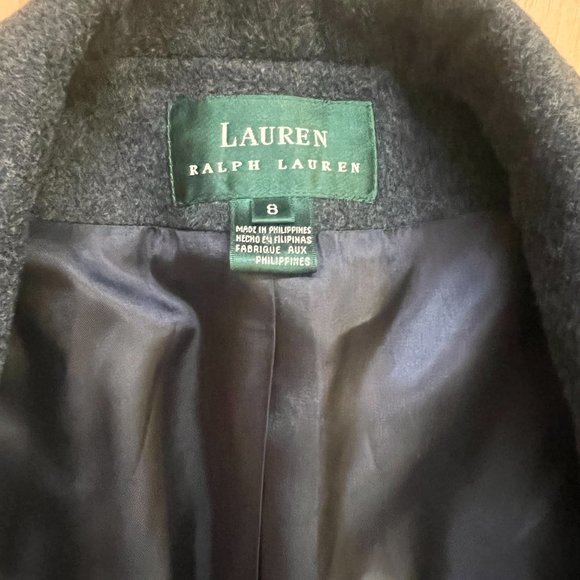 LAUREN
RALPH LAUREN
8
MADE IN PHILIPPINES
HECHO EN FILIPINAS
FABRIQUE AUX
PHILIPPINES